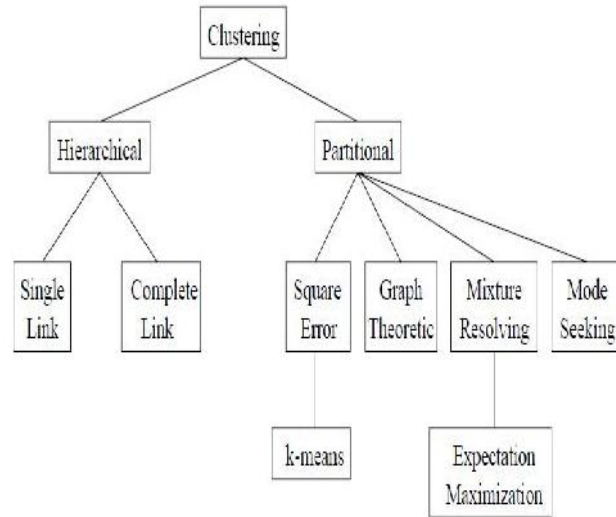 Clustering
Hierarchical
Partitional
Single
Link
Complete
Link
Square
Error
Graph
Theoretic
Mixture
Resolving
Mode
Seeking
k-means
Expectation
Maximization